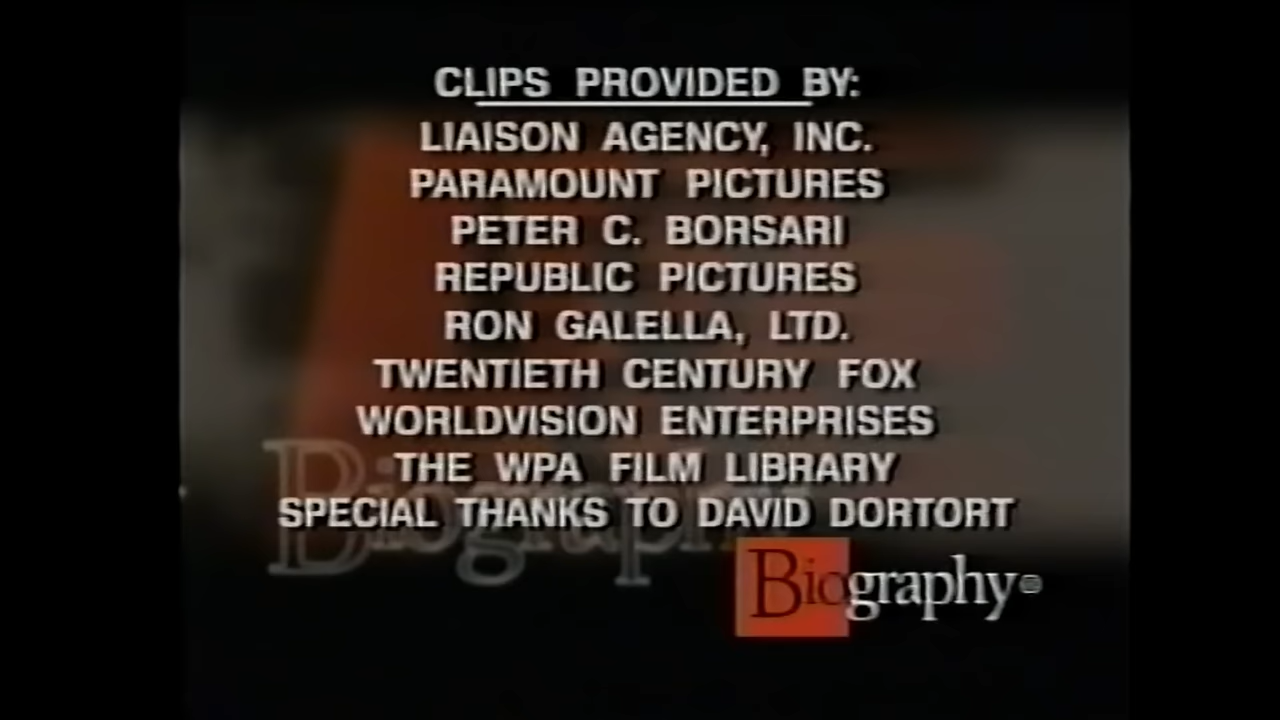 CLIPS PROVIDED BY:
LIAISON AGENCY, INC.
PARAMOUNT PICTURES
PETER C. BORSARI
REPUBLIC PICTURES
RON GALELLA, LTD.
TWENTIETH CENTURY FOX
WORLDVISION ENTERPRISES
THE WPA FILM LIBRARY
SPECIAL THANKS TO DAVID DORTORT
Biography
Biography®